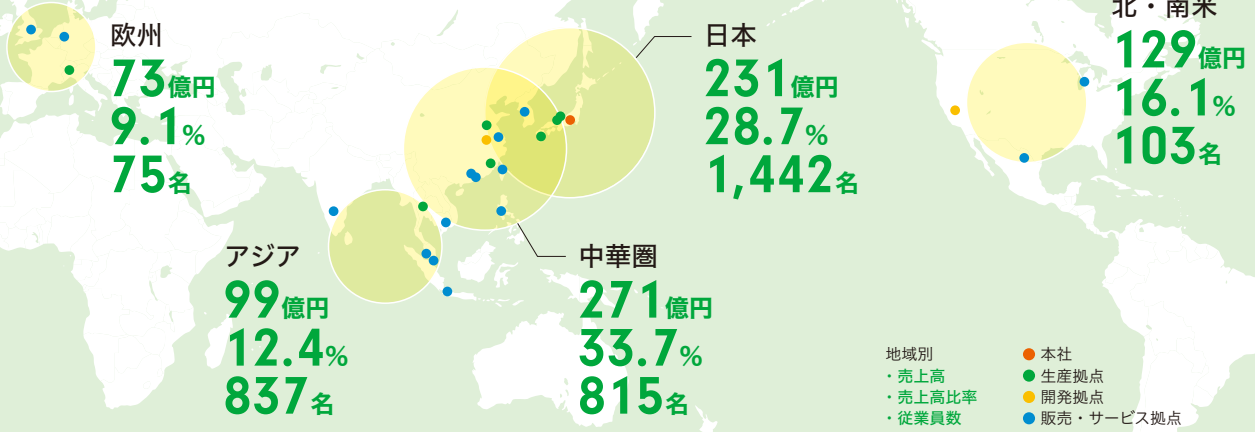 欧州
73億円
9.1%
75名
日本
231億円
28.7%
1,442名
北・南米
129億円
16.1%
103名
アジア
99億円
12.4%
837名
中華圏
271億円
33.7%
815名
地域別
・売上高
・売上高比率
・従業員数
本社
生産拠点
開発拠点
販売・サービス拠点